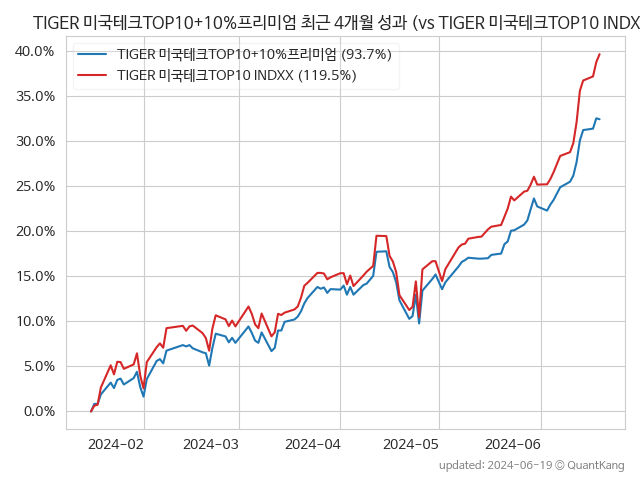 TIGER 미국테크TOP10+10%프리미엄 최근 4개월 성과 (vs TIGER 미국테크TOP10 INDX
40.0%
TIGER 미국테크TOP10+10%프리미엄 (93.7%)
TIGER 미국테크TOP10 INDXX (119.5%)
35.0%
30.0%
25.0%
20.0%
15.0%
10.0%
5.0%
0.0%
2024-02 2024-03 2024-04 2024-05 2024-06
updated: 2024-06-19 © QuantKang